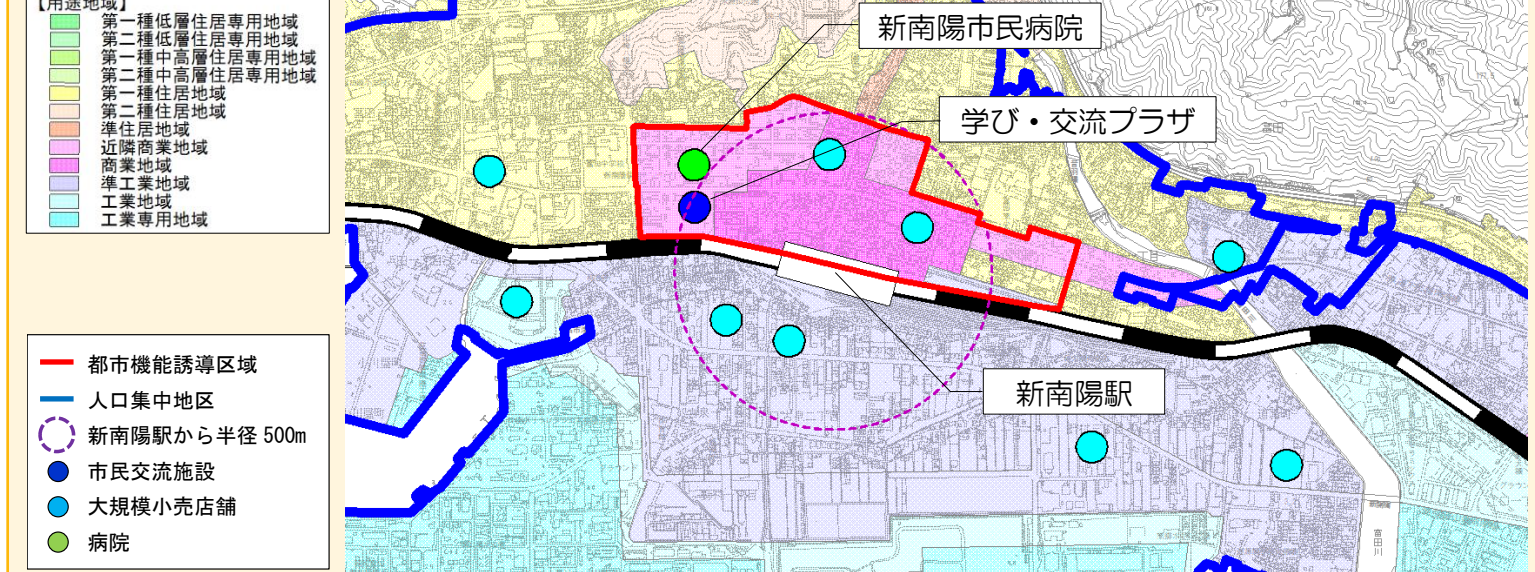 【用途地域】
第一種低層住居専用地域
第二種低層住居専用地域
第一種中高層住居専用地域
第二種中高層住居専用地域
第一種住居地域
第二種住居地域
準住居地域
近隣商業地域
商業地域
準工業地域
工業地域
工業専用地域
都市機能誘導区域
人口集中地区
新南陽駅から半径 500m
市民交流施設
大規模小売店舗
病院
新南陽市民病院
学び・交流プラザ
新南陽駅
富田
富田川